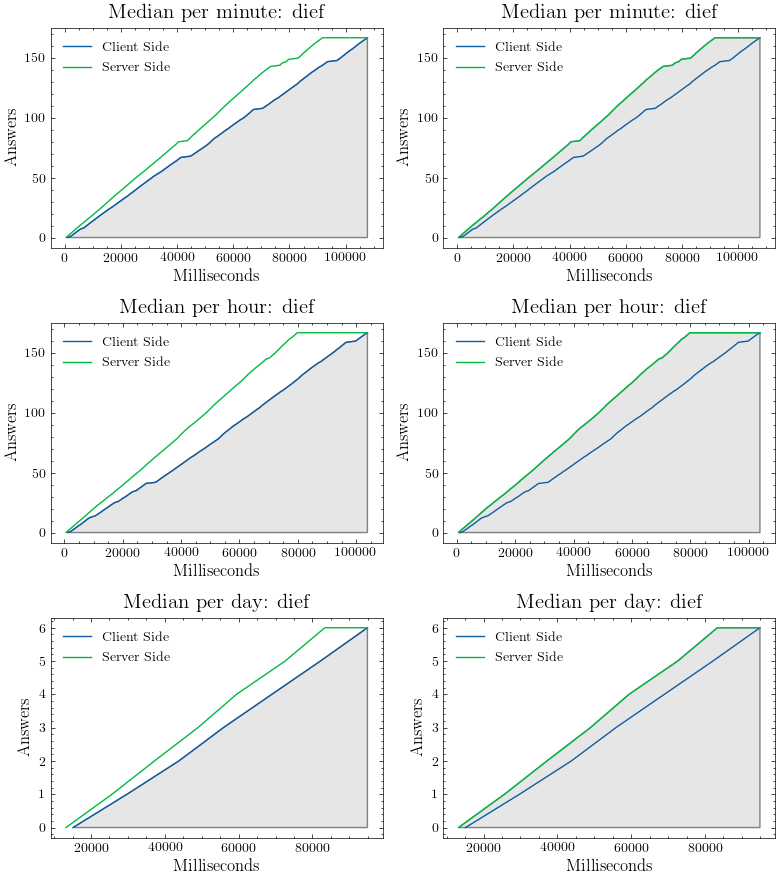 Median per minute: dief
Median per minute: dief
Client Side
Server Side
Client Side
Server Side
150
100
50
0
150
100
50
0
Answers
Answers
0 20000 40000 60000 80000 100000
0 20000 40000 60000 80000 100000
Milliseconds
Milliseconds
Median per hour: dief
Median per hour: dief
Client Side
Server Side
Client Side
Server Side
150
100
50
0
150
100
50
0
Answers
Answers
0 20000 40000 60000 80000 100000
0 20000 40000 60000 80000 100000
Milliseconds
Milliseconds
Median per day: dief
Median per day: dief
Client Side
Server Side
Client Side
Server Side
6
5
4
3
2
1
0
6
5
4
3
2
1
0
Answers
Answers
20000 40000 60000 80000
20000 40000 60000 80000
Milliseconds
Milliseconds